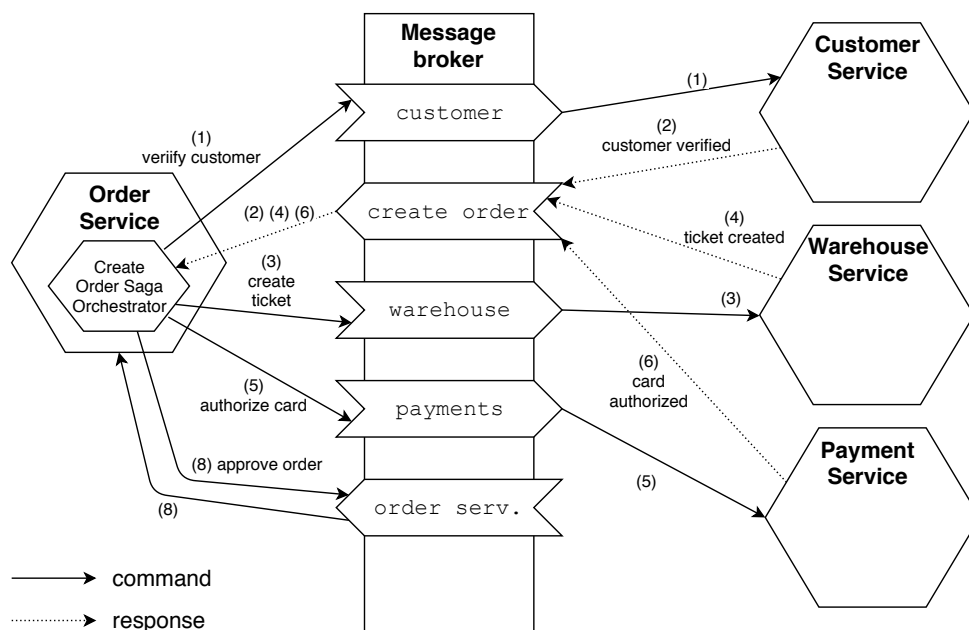 Message
broker
Customer
Service
customer
(1)
(1)
veriify customer
(2)
customer verified
Order
Service
(2) (4) (6)
create order
(4)
ticket created
Warehouse
Service
Create
Order Saga
Orchestrator
(3)
create
ticket
warehouse
(3)
(6)
card
authorized
(5)
authorize card
payments
Payment
Service
(8) approve order
(5)
(8)
order serv.
command
response